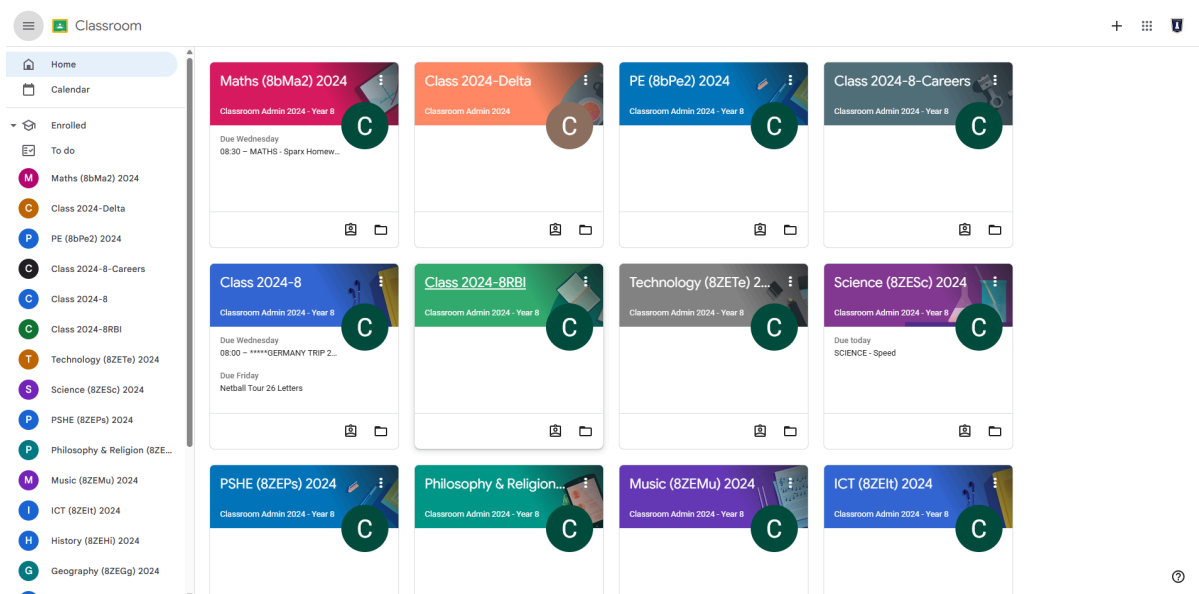 Classroom
Home
Calendar
Enrolled
To do
M Maths (8bMa2) 2024
C Class 2024-Delta
P PE (8bPe2) 2024
C Class 2024-8-Careers
C Class 2024-8
C Class 2024-8RBI
T Technology (8ZETe) 2024
S Science (8ZESc) 2024
P PSHE (8ZEPs) 2024
P Philosophy & Religion (8ZE...
M Music (8ZEMu) 2024
I ICT (8ZEIt) 2024
H History (8ZEHi) 2024
G Geography (8ZEGg) 2024
Maths (8bMa2) 2024
Classroom Admin 2024 - Year 8
C
Due Wednesday
08:30 – MATHS - Sparx Homew...
Class 2024-Delta
Classroom Admin 2024
C
PE (8bPe2) 2024
Classroom Admin 2024 - Year 8
C
Class 2024-8-Careers
Classroom Admin 2024 - Year 8
C
Class 2024-8
Classroom Admin 2024 - Year 8
C
Due Wednesday
08:00 – *****GERMANY TRIP 2...
Due Friday
Netball Tour 26 Letters
Class 2024-8RBI
Classroom Admin 2024 - Year 8
C
Technology (8ZETe) 2...
Classroom Admin 2024 - Year 8
C
Science (8ZESc) 2024
Classroom Admin 2024 - Year 8
C
Due today
SCIENCE - Speed
PSHE (8ZEPs) 2024
Classroom Admin 2024 - Year 8
C
Philosophy & Religion...
Classroom Admin 2024 - Year 8
C
Music (8ZEMu) 2024
Classroom Admin 2024 - Year 8
C
ICT (8ZEIt) 2024
Classroom Admin 2024 - Year 8
C